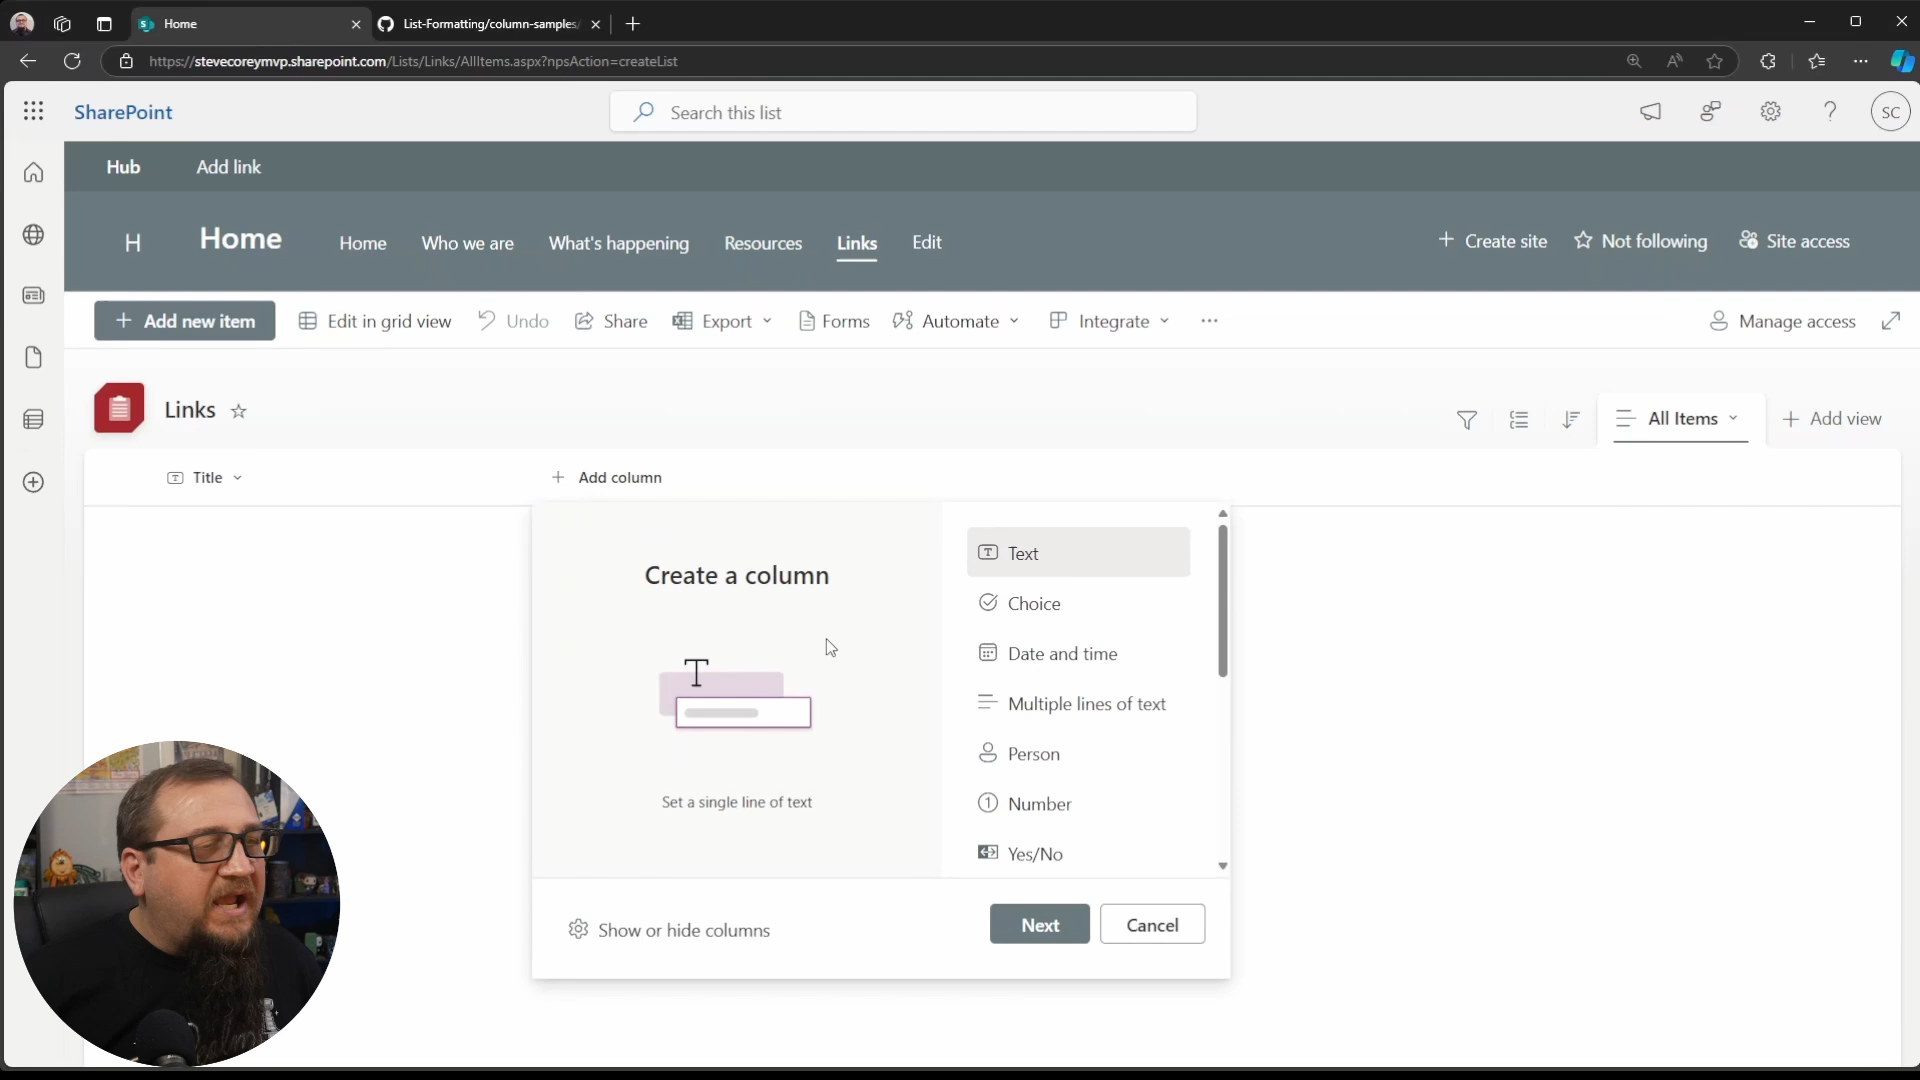 Home
List-Formatting/column-samples/
https://stevecoreymvp.sharepoint.com/Lists/Links/AllItems.aspx?npsAction=createList
SharePoint
Search this list
SC
Hub
Add link
H
Home
Home
Who we are
What's happening
Resources
Links
Edit
Create site
Not following
Site access
Add new item
Edit in grid view
Undo
Share
Export
Forms
Automate
Integrate
Manage access
Links
All Items
Add view
Title
Add column
Create a column
Set a single line of text
Text
Choice
Date and time
Multiple lines of text
Person
Number
Yes/No
Show or hide columns
Next
Cancel